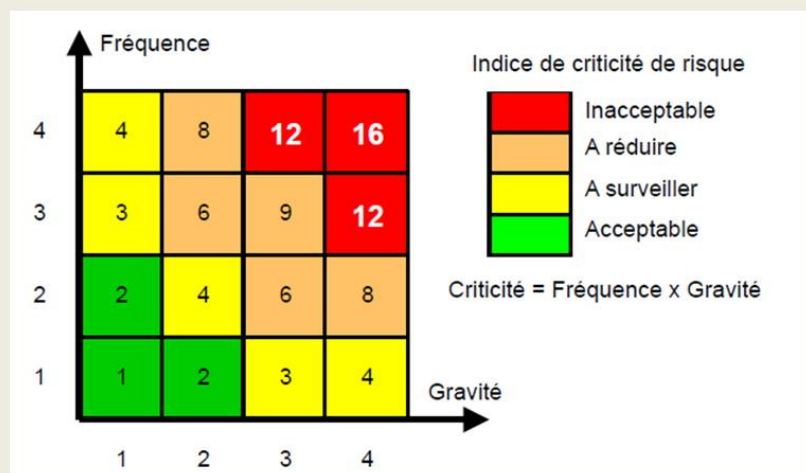 Fréquence
Indice de criticité de risque
Inacceptable
A réduire
A surveiller
Acceptable
Criticité = Fréquence x Gravité
4 4 8 12 16
3 3 6 9 12
2 2 4 6 8
1 1 2 3 4
Gravité
1 2 3 4